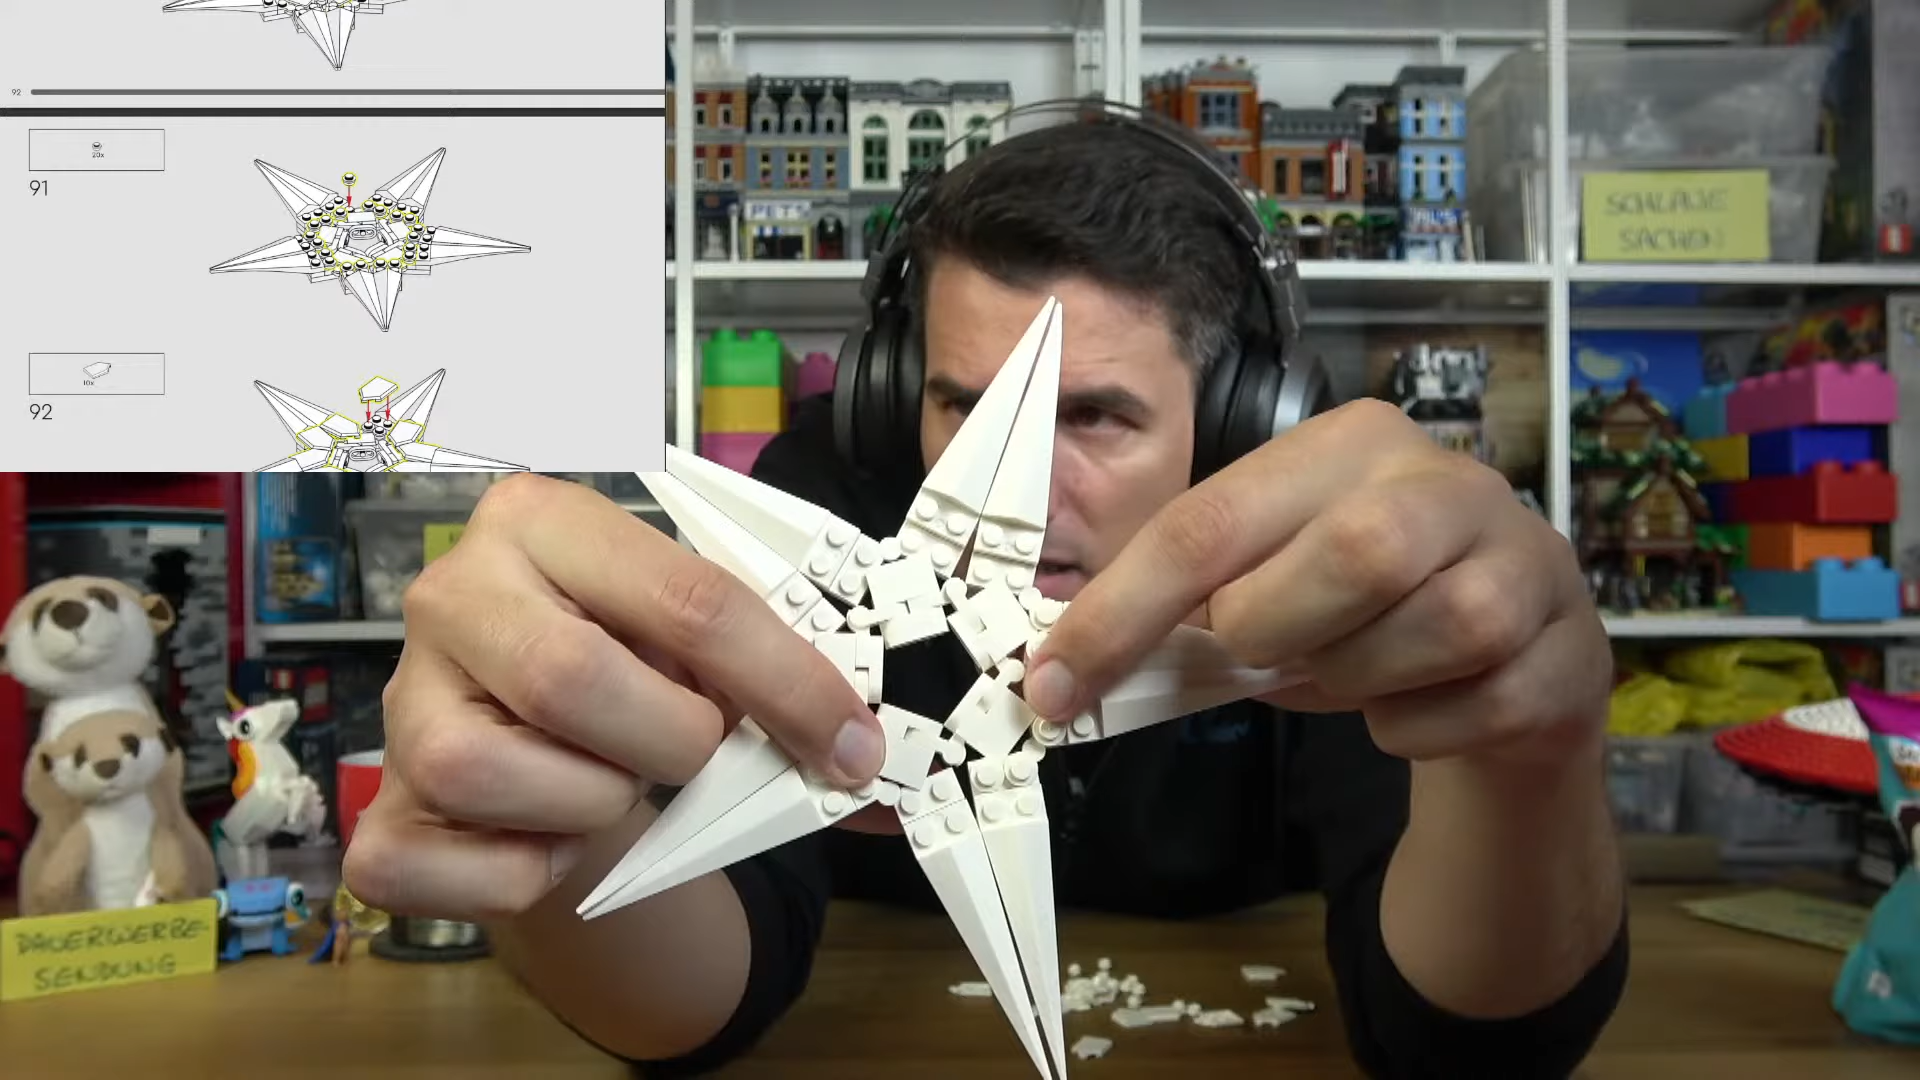 92
20x
91
10x
92
PETS
SCHLAUE
SACHEN
DAUERWERBE-
SENDUNG